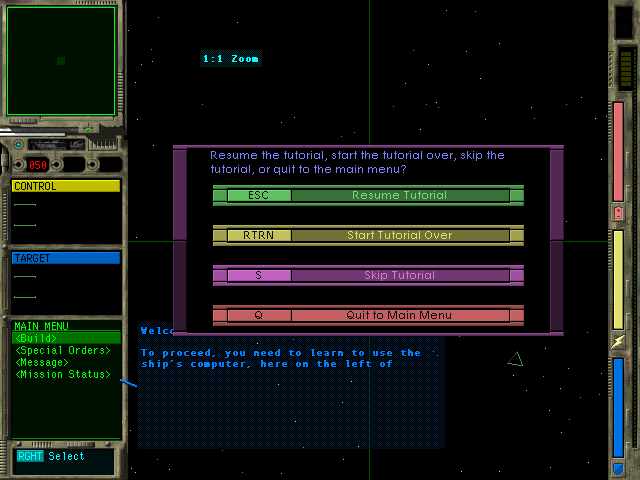 1:1 Zoom
Resume the tutorial, start the tutorial over, skip the
tutorial, or quit to the main menu?
ESC Resume Tutorial
RTRN Start Tutorial Over
S Skip Tutorial
Q Quit to Main Menu
050
CONTROL
TARGET
MAIN MENU
<Build>
<Special Orders>
<Message>
<Mission Status>
RGHT Select
To proceed, you need to learn to use the
ship's computer, here on the left of